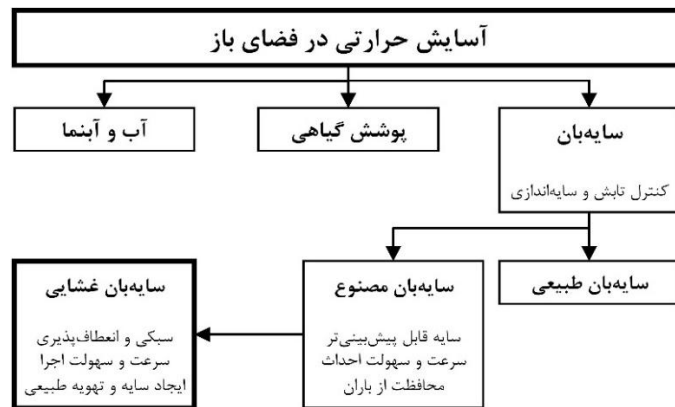 آسایش حرارتی در فضای باز
سایه‌بان
کنترل تابش و سایه‌اندازی
پوشش گیاهی
آب و آبنما
سایه‌بان طبیعی
سایه‌بان مصنوع
سایه قابل پیش‌بینی‌تر
سرعت و سهولت احداث
محافظت از باران
سایه‌بان غشایی
سبکی و انعطاف‌پذیری
سرعت و سهولت اجرا
ایجاد سایه و تهویه طبیعی